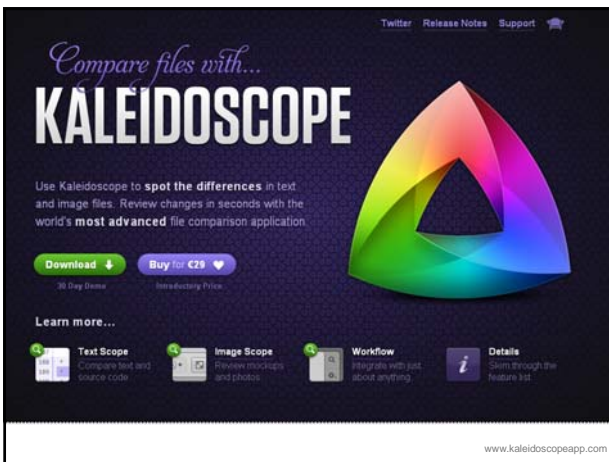 Twitter Release Notes Support
Compare files with...
KALEIDOSCOPE
Use Kaleidoscope to spot the differences in text
and image files. Review changes in seconds with the
world's most advanced file comparison application
Download Buy for €29
30 Day Demo Introductory Price
Learn more...
Text Scope
Compare text and
source code
Image Scope
Review mockups
and photos
Workflow
Integrate with just
about anything
Details
Skim through the
feature list
www.kaleidoscopeapp.com